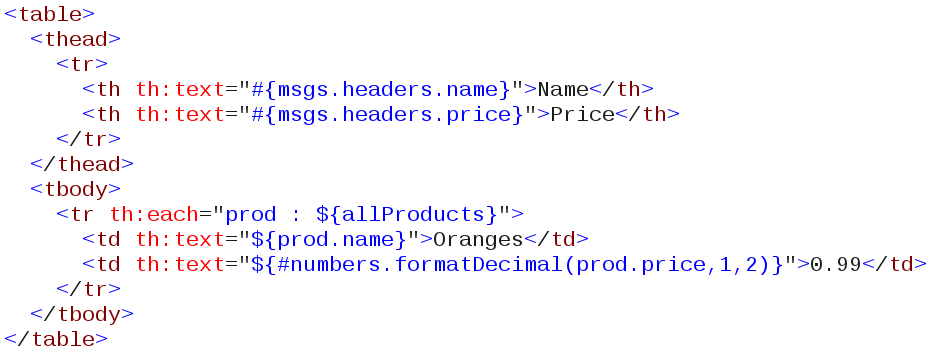 <table>
  <thead>
    <tr>
      <th th:text="#{msgs.headers.name}">Name</th>
      <th th:text="#{msgs.headers.price}">Price</th>
    </tr>
  </thead>
  <tbody>
    <tr th:each="prod : ${allProducts}">
      <td th:text="${prod.name}">Oranges</td>
      <td th:text="${#numbers.formatDecimal(prod.price,1,2)}">0.99</td>
    </tr>
  </tbody>
</table>